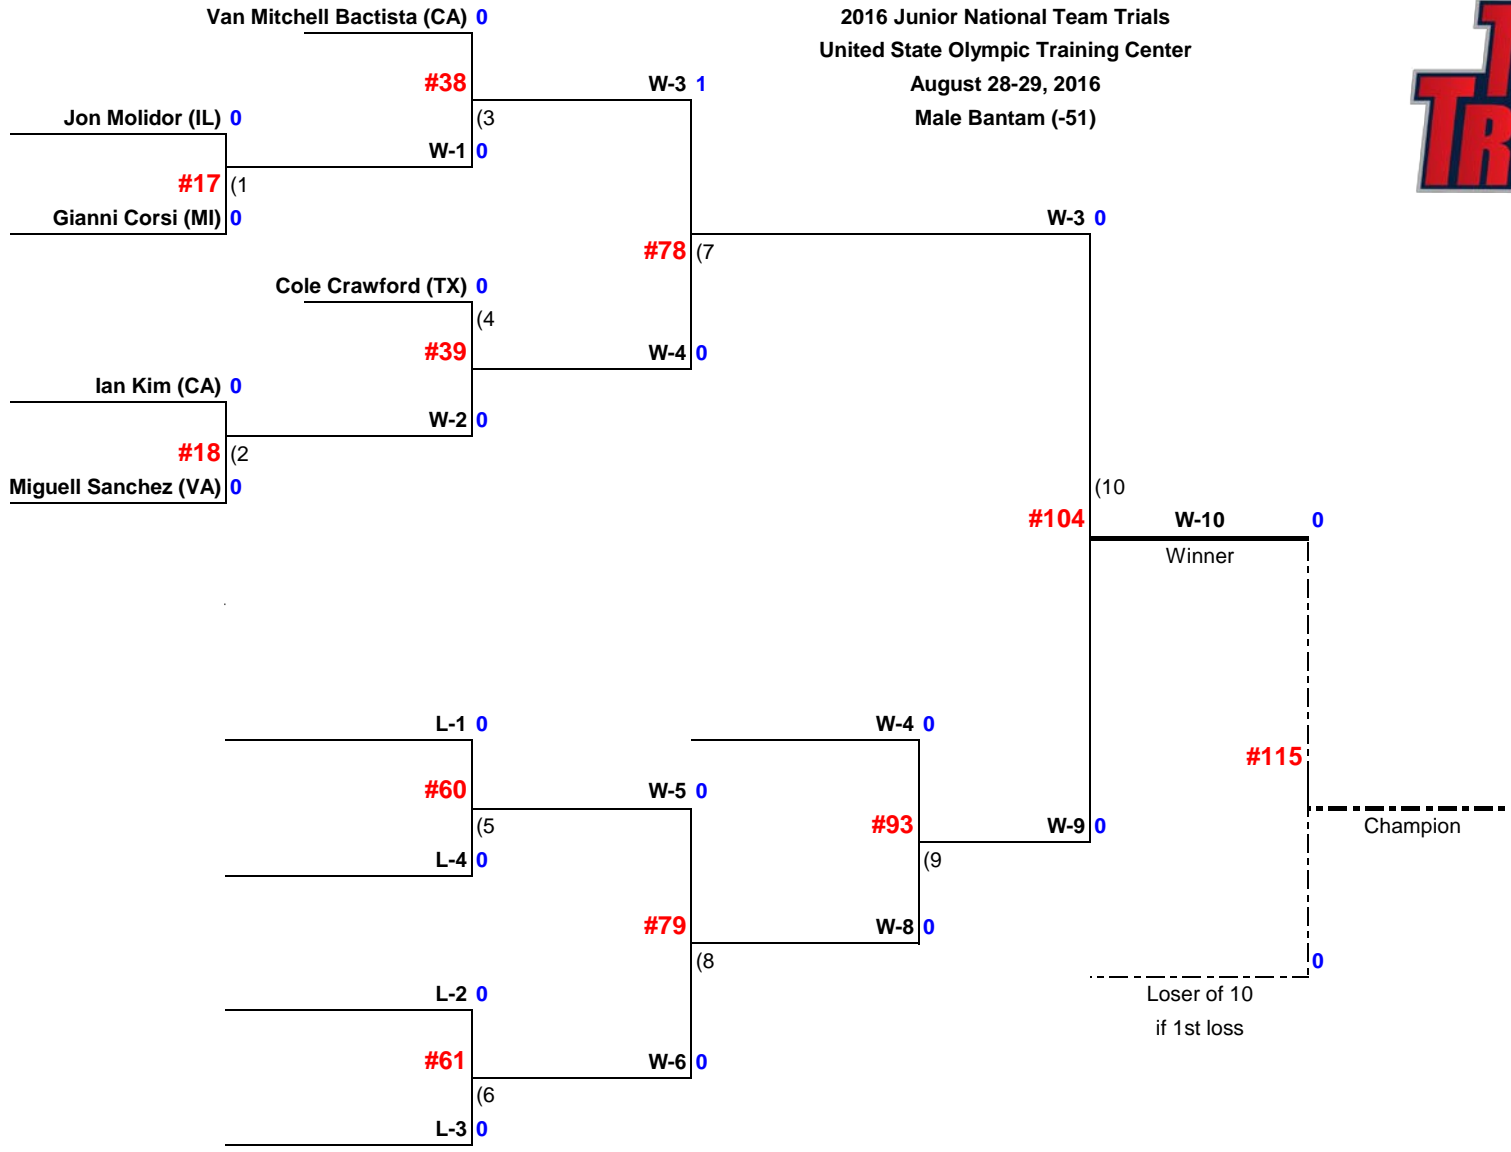 Van Mitchell Bactista (CA) 0
2016 Junior National Team Trials
United State Olympic Training Center
August 28-29, 2016
Male Bantam (-51)
#38
W-3 1
Jon Molidor (IL) 0
(3
W-1 0
#17 (1
Gianni Corsi (MI) 0
W-3 0
#78 (7
Cole Crawford (TX) 0
(4
#39
W-4 0
Ian Kim (CA) 0
W-2 0
#18 (2
Miguell Sanchez (VA) 0
(10
#104
W-10 0
Winner
L-1 0
W-4 0
#115
#60
W-5 0
(5
#93
W-9 0
Champion
L-4 0
(9
#79
W-8 0
(8
0
L-2 0
Loser of 10
if 1st loss
#61
W-6 0
(6
L-3 0